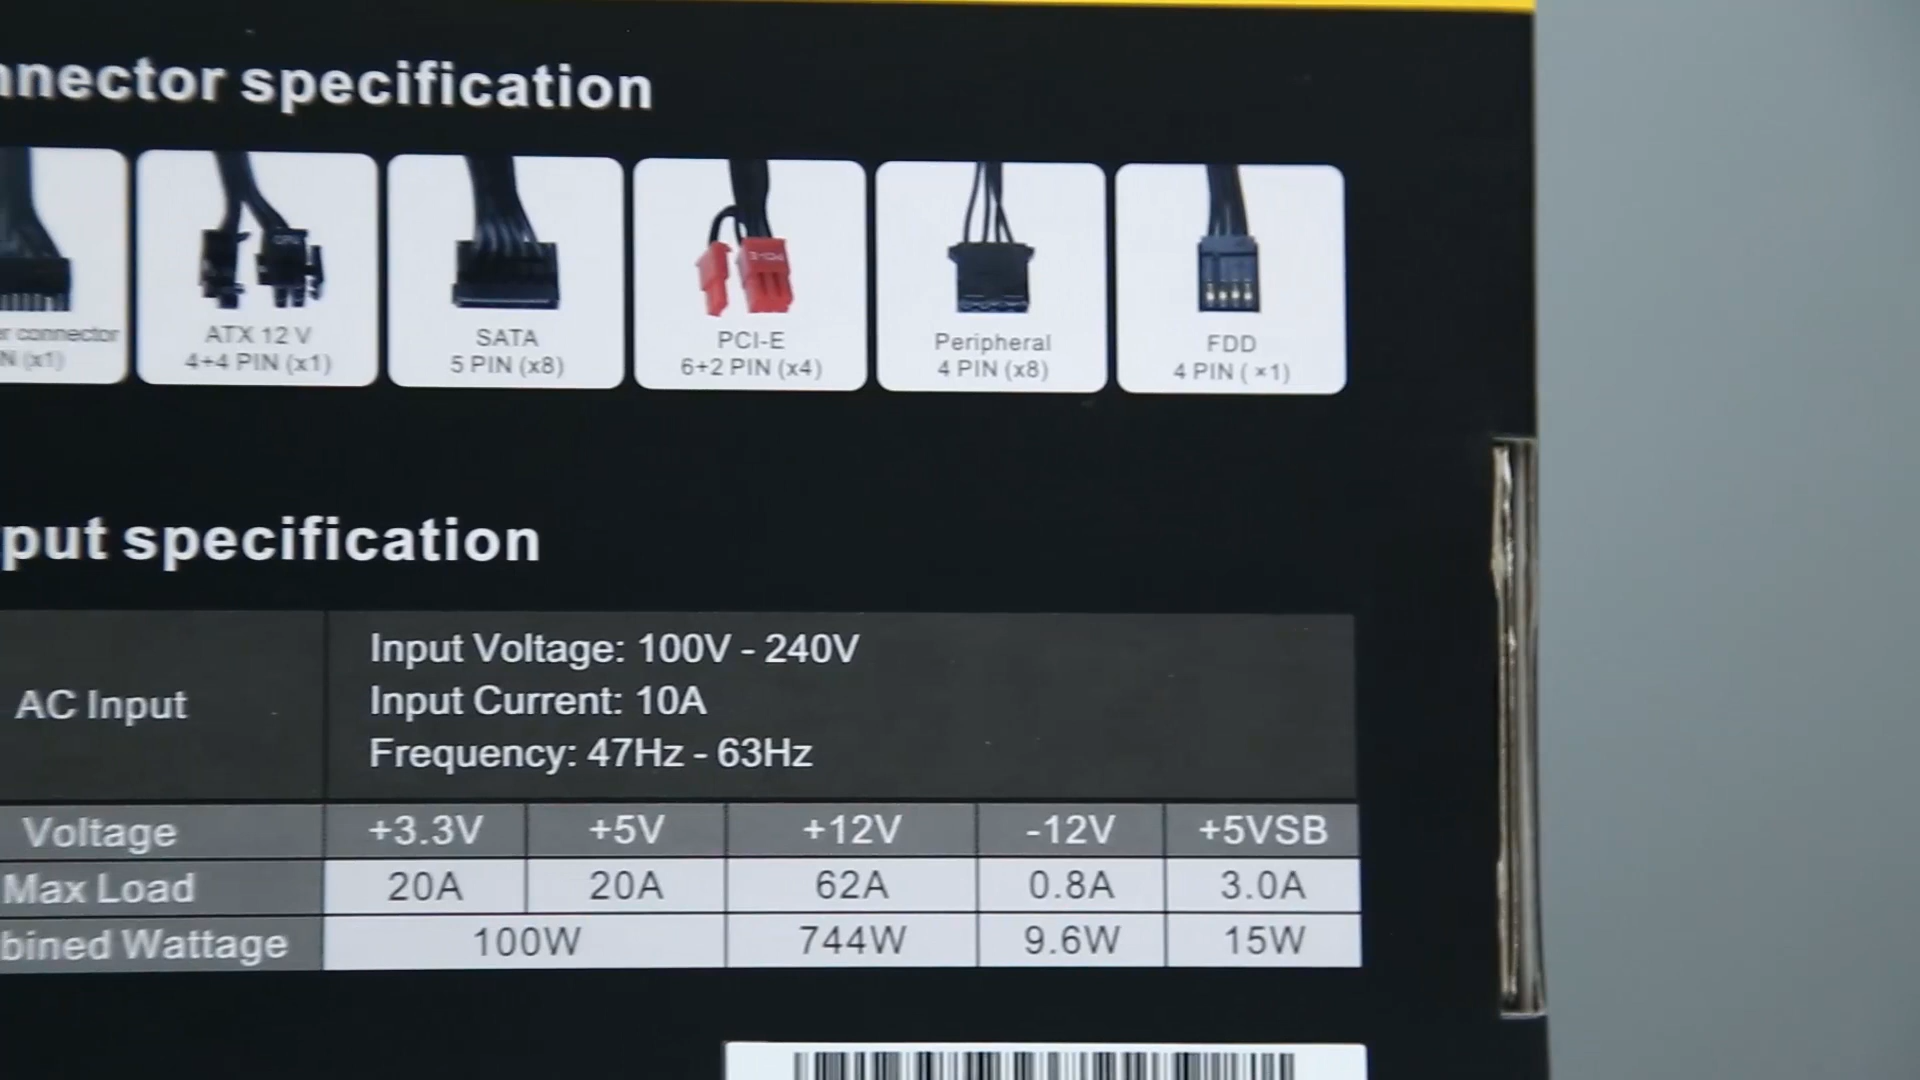 nnector specification
er connector
N (x1)
ATX 12 V
4+4 PIN (x1)
SATA
5 PIN (x8)
PCI-E
6+2 PIN (x4)
Peripheral
4 PIN (x8)
FDD
4 PIN ( ×1)
put specification
AC Input
Input Voltage: 100V - 240V
Input Current: 10A
Frequency: 47Hz - 63Hz
Voltage +3.3V +5V +12V -12V +5VSB
Max Load 20A 20A 62A 0.8A 3.0A
bined Wattage 100W 744W 9.6W 15W